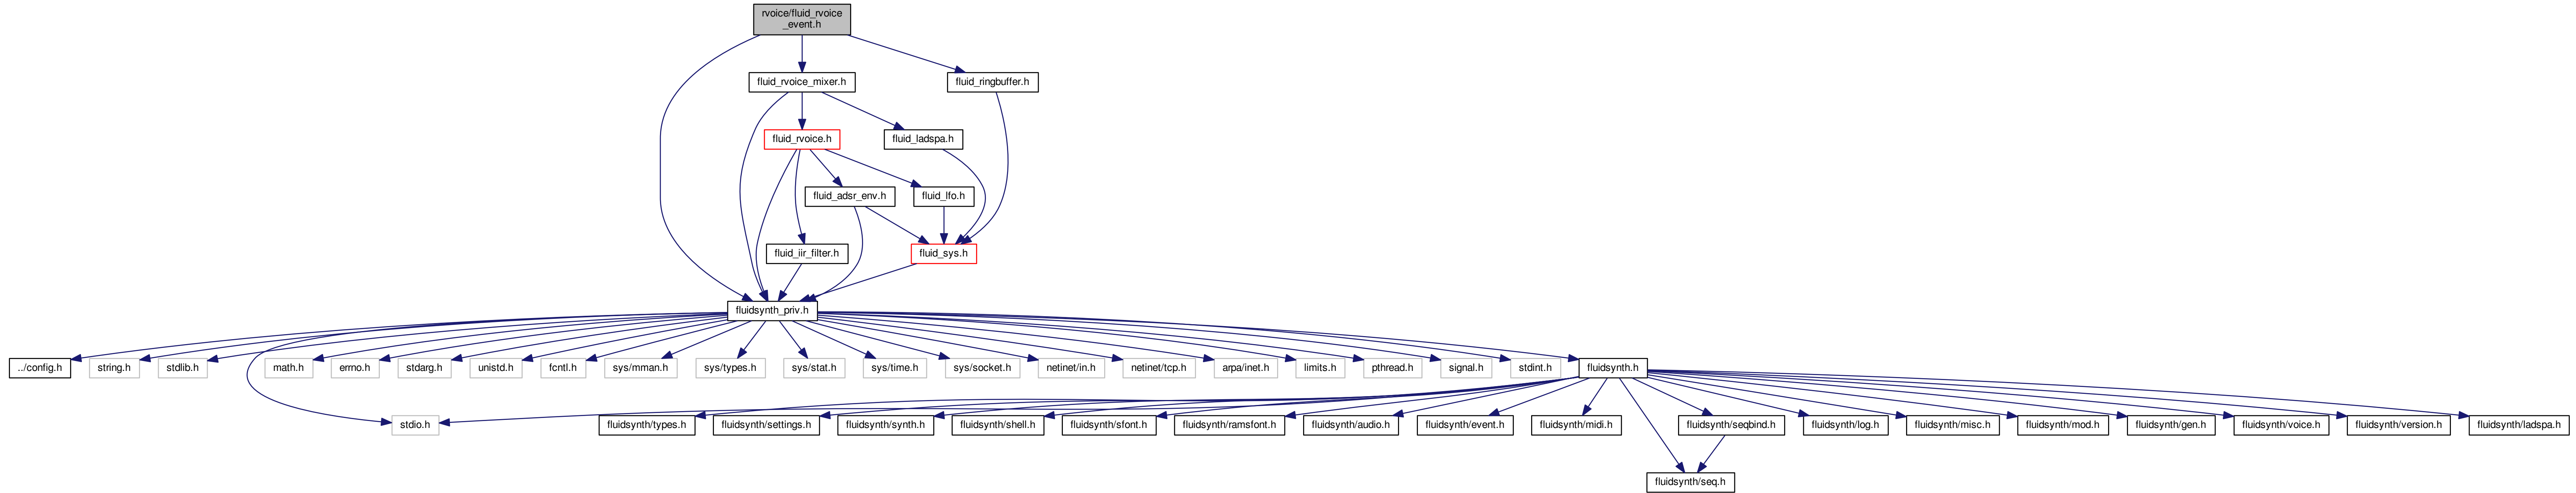 rvoice/fluid_rvoice
_event.h
fluid_rvoice_mixer.h
fluid_ringbuffer.h
fluid_rvoice.h
fluid_ladspa.h
fluid_adsr_env.h
fluid_lfo.h
fluid_iir_filter.h
fluid_sys.h
fluidsynth_priv.h
../config.h
string.h
stdlib.h
math.h
errno.h
stdarg.h
unistd.h
fcntl.h
sys/mman.h
sys/types.h
sys/stat.h
sys/time.h
sys/socket.h
netinet/in.h
netinet/tcp.h
arpa/inet.h
limits.h
pthread.h
signal.h
stdint.h
fluidsynth.h
stdio.h
fluidsynth/types.h
fluidsynth/settings.h
fluidsynth/synth.h
fluidsynth/shell.h
fluidsynth/sfont.h
fluidsynth/ramsfont.h
fluidsynth/audio.h
fluidsynth/event.h
fluidsynth/midi.h
fluidsynth/seqbind.h
fluidsynth/log.h
fluidsynth/misc.h
fluidsynth/mod.h
fluidsynth/gen.h
fluidsynth/voice.h
fluidsynth/version.h
fluidsynth/ladspa.h
fluidsynth/seq.h